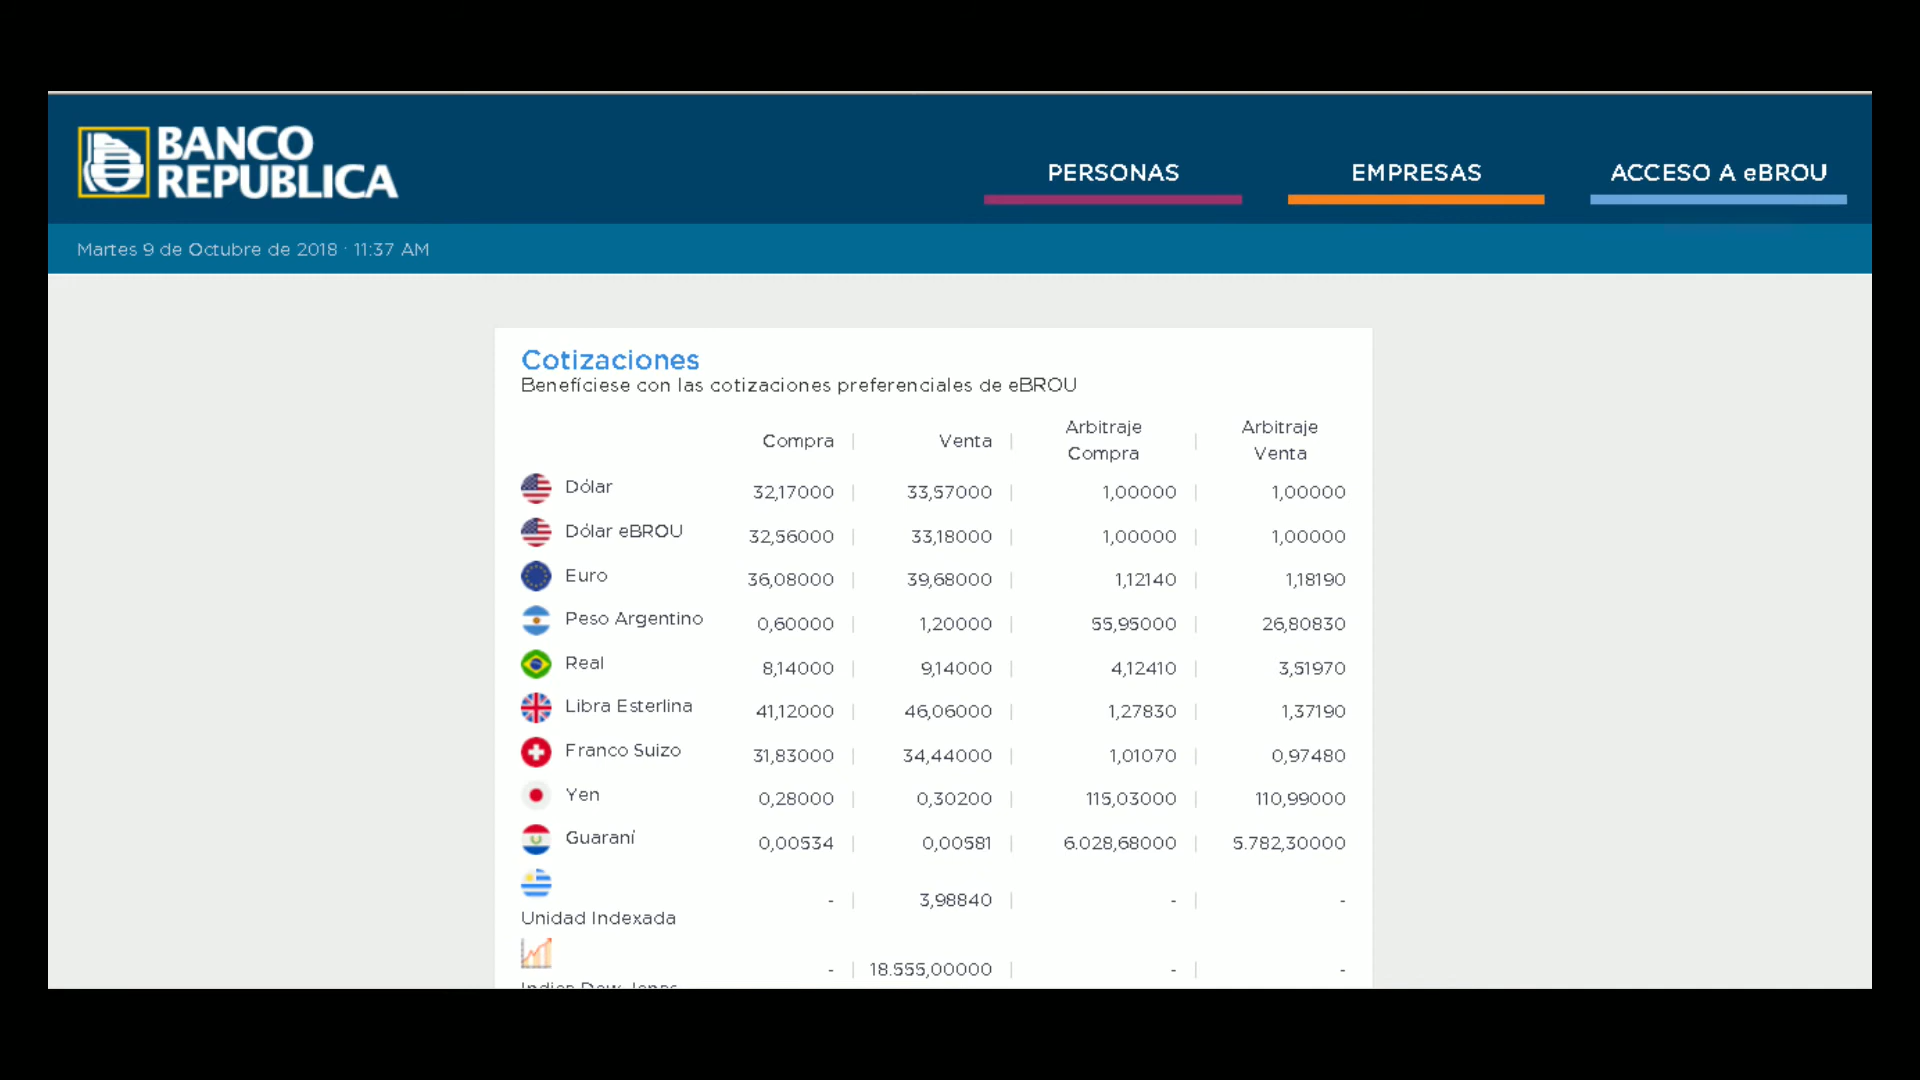 BANCO
REPUBLICA
PERSONAS
EMPRESAS
ACCESO A eBROU
Martes 9 de Octubre de 2018 · 11:37 AM
Cotizaciones
Benefíciese con las cotizaciones preferenciales de eBROU
Compra | Venta | Arbitraje Compra | Arbitraje Venta
Dólar 32,17000 | 33,57000 | 1,00000 | 1,00000
Dólar eBROU 32,56000 | 33,18000 | 1,00000 | 1,00000
Euro 36,08000 | 39,68000 | 1,12140 | 1,18190
Peso Argentino 0,60000 | 1,20000 | 55,95000 | 26,80830
Real 8,14000 | 9,14000 | 4,12410 | 3,51970
Libra Esterlina 41,12000 | 46,06000 | 1,27830 | 1,37190
Franco Suizo 31,83000 | 34,44000 | 1,01070 | 0,97480
Yen 0,28000 | 0,30200 | 115,03000 | 110,99000
Guaraní 0,00534 | 0,00581 | 6.028,68000 | 5.782,30000
Unidad Indexada - | 3,98840 | - | -
Indice Dow Jones - | 18.555,00000 | - | -